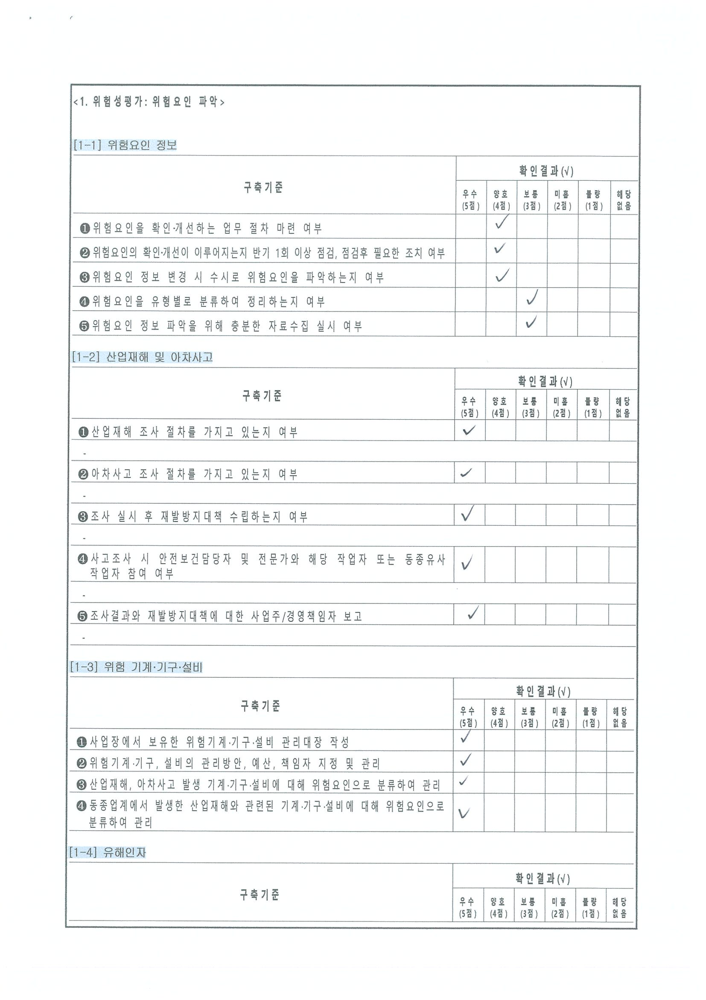 <1. 위험성평가: 위험요인 파악>
[1-1] 위험요인 정보
구축기준
확인결과(√)
우수 양호 보통 미흡 불량 해당
(5점) (4점) (3점) (2점) (1점) 없음
❶위험요인을 확인·개선하는 업무 절차 마련 여부 ✓
❷위험요인의 확인·개선이 이루어지는지 반기 1회 이상 점검, 점검후 필요한 조치 여부 ✓
❸위험요인 정보 변경 시 수시로 위험요인을 파악하는지 여부 ✓
❹위험요인을 유형별로 분류하여 정리하는지 여부 ✓
❺위험요인 정보 파악을 위해 충분한 자료수집 실시 여부 ✓
[1-2] 산업재해 및 아차사고
구축기준
확인결과(√)
우수 양호 보통 미흡 불량 해당
(5점) (4점) (3점) (2점) (1점) 없음
❶산업재해 조사 절차를 가지고 있는지 여부 ✓
-
❷아차사고 조사 절차를 가지고 있는지 여부 ✓
-
❸조사 실시 후 재발방지대책 수립하는지 여부 ✓
-
❹사고조사 시 안전보건담당자 및 전문가와 해당 작업자 또는 동종유사 ✓
작업자 참여 여부
-
❺조사결과와 재발방지대책에 대한 사업주/경영책임자 보고 ✓
-
[1-3] 위험 기계·기구·설비
구축기준
확인결과(√)
우수 양호 보통 미흡 불량 해당
(5점) (4점) (3점) (2점) (1점) 없음
❶사업장에서 보유한 위험기계·기구·설비 관리대장 작성 ✓
❷위험기계·기구, 설비의 관리방안, 예산, 책임자 지정 및 관리 ✓
❸산업재해, 아차사고 발생 기계·기구·설비에 대해 위험요인으로 분류하여 관리 ✓
❹동종업계에서 발생한 산업재해와 관련된 기계·기구·설비에 대해 위험요인으로 ✓
분류하여 관리
[1-4] 유해인자
구축기준
확인결과(√)
우수 양호 보통 미흡 불량 해당
(5점) (4점) (3점) (2점) (1점) 없음